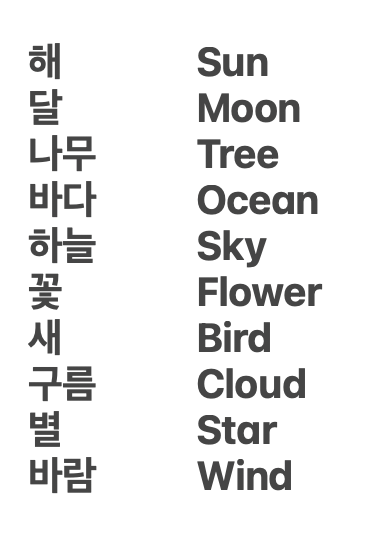 해 Sun
달 Moon
나무 Tree
바다 Ocean
하늘 Sky
꽃 Flower
새 Bird
구름 Cloud
별 Star
바람 Wind